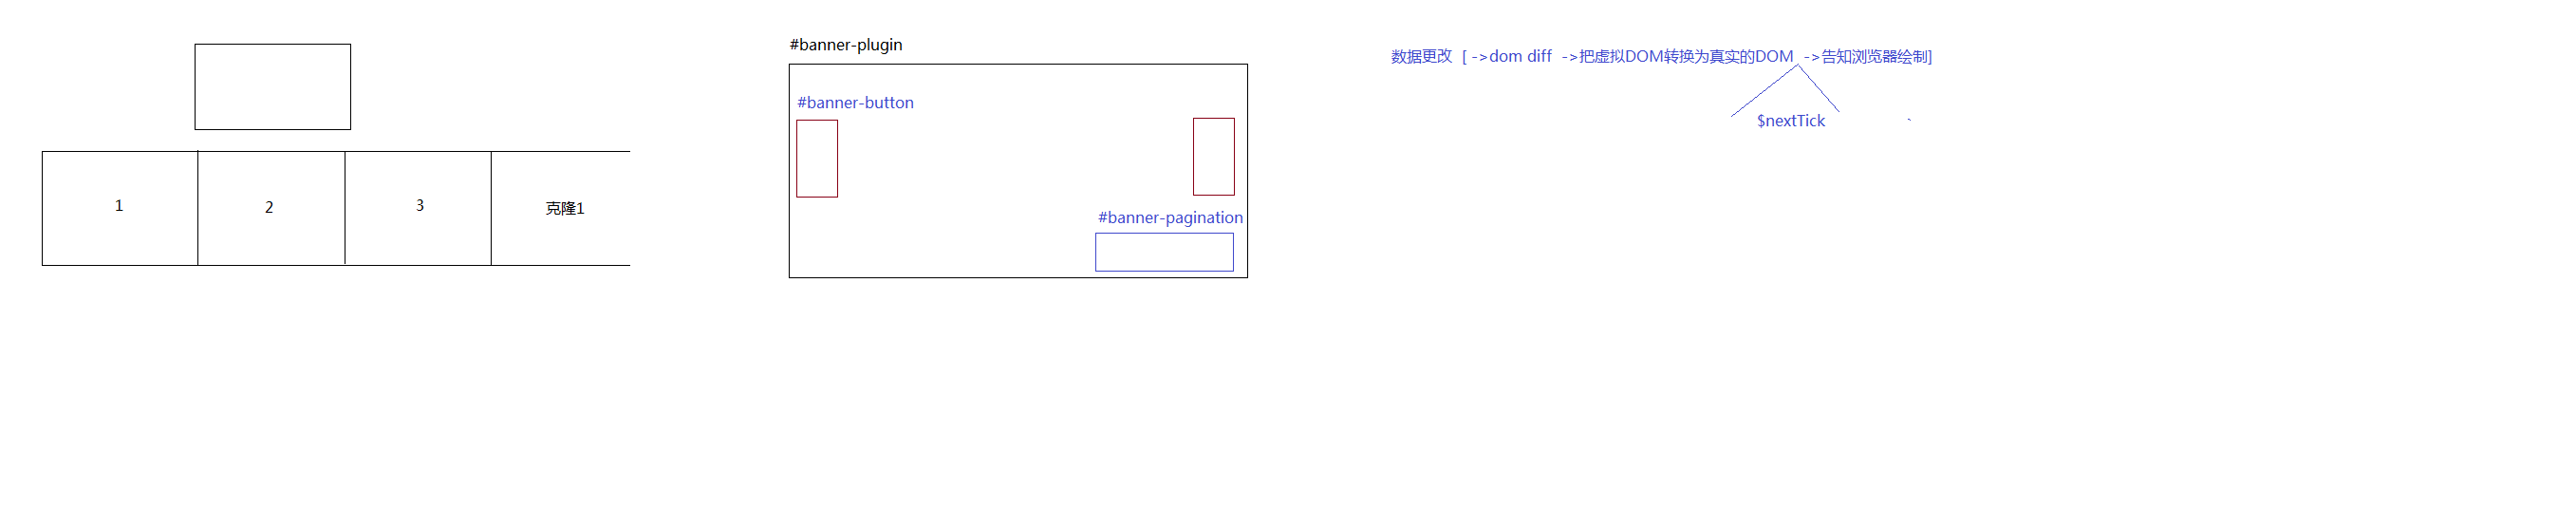 1
2
3
克隆1
#banner-plugin
#banner-button
#banner-pagination
数据更改 [ ->dom diff ->把虚拟DOM转换为真实的DOM ->告知浏览器绘制]
$nextTick
`